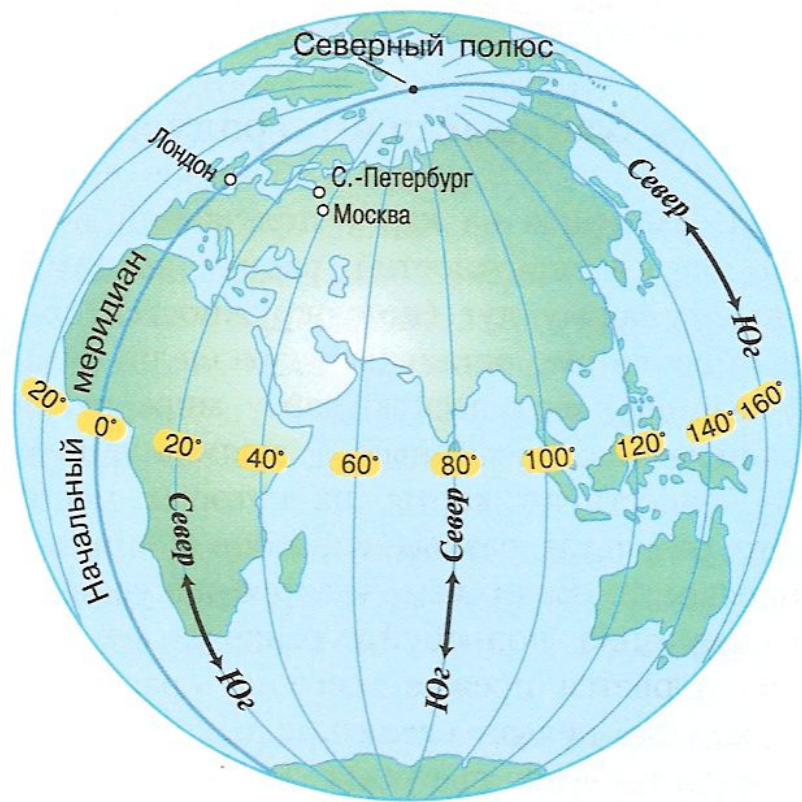 Северный полюс
Лондон
С.-Петербург
Москва
Север
Юг
Начальный меридиан
20°
0°
20°
40°
60°
80°
100°
120°
140°
160°
Север
Юг
Север
Юг